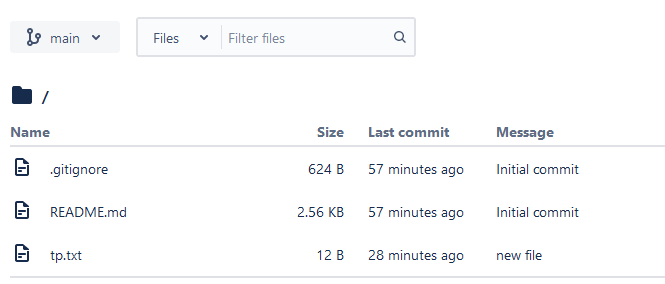 main Files Filter files
/
Name Size Last commit Message
.gitignore 624 B 57 minutes ago Initial commit
README.md 2.56 KB 57 minutes ago Initial commit
tp.txt 12 B 28 minutes ago new file